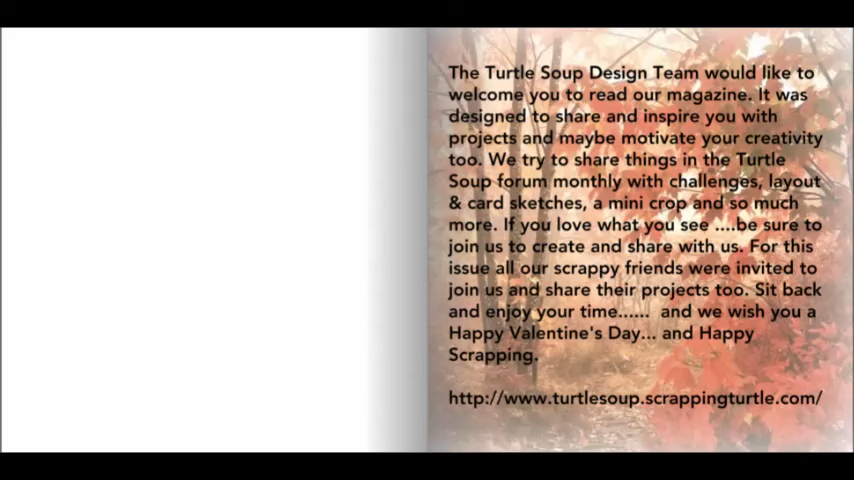 The Turtle Soup Design Team would like to
welcome you to read our magazine. It was
designed to share and inspire you with
projects and maybe motivate your creativity
too. We try to share things in the Turtle
Soup forum monthly with challenges, layout
& card sketches, a mini crop and so much
more. If you love what you see ....be sure to
join us to create and share with us. For this
issue all our scrappy friends were invited to
join us and share their projects too. Sit back
and enjoy your time...... and we wish you a
Happy Valentine's Day... and Happy
Scrapping.
http://www.turtlesoup.scrappingturtle.com/